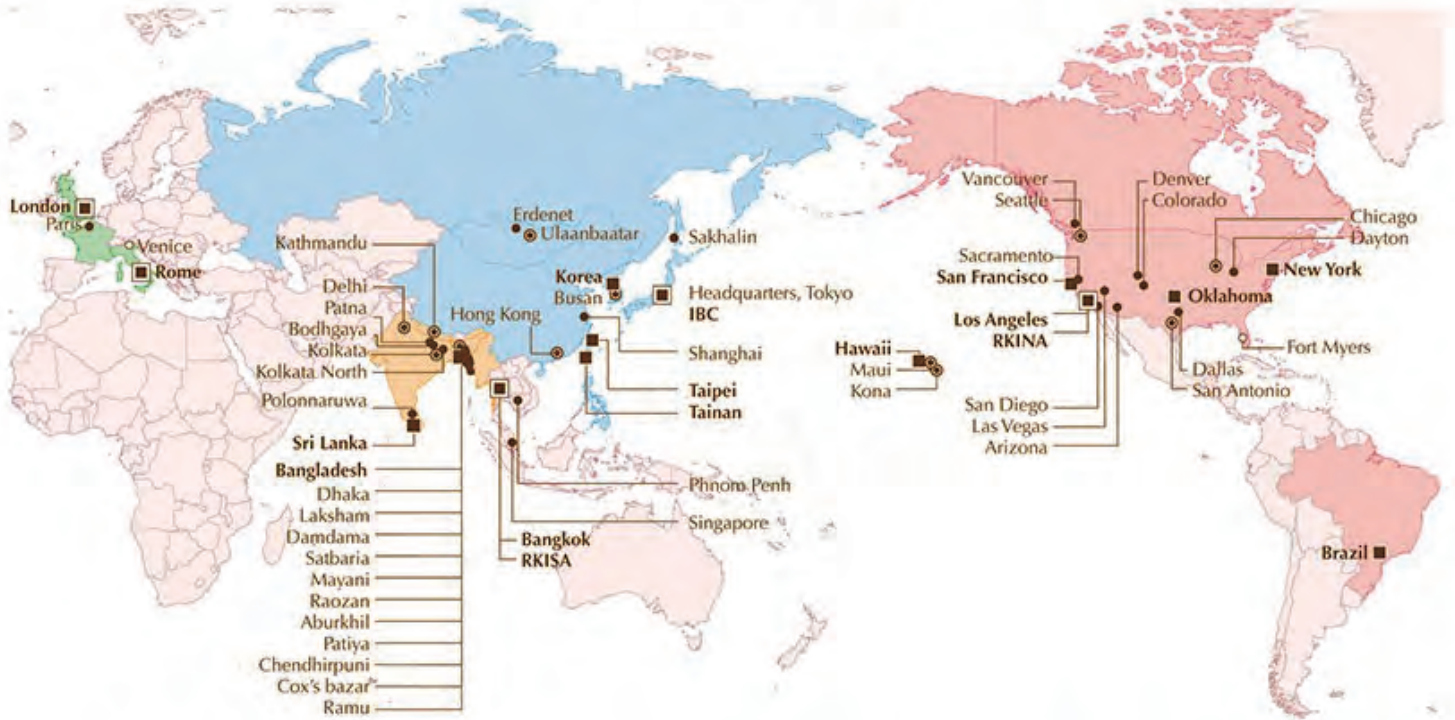 London
Paris
Venice
Rome
Kathmandu
Delhi
Patna
Bodhgaya
Kolkata
Kolkata North
Polonnaruwa
Sri Lanka
Bangladesh
Dhaka
Laksham
Damdama
Satbaria
Mayani
Raozan
Aburkhil
Patiya
Chendhirpuni
Cox's bazar
Ramu
Erdenet
Ulaanbaatar
Sakhalin
Korea
Busan
Headquarters, Tokyo
IBC
Hong Kong
Shanghai
Taipei
Tainan
Phnom Penh
Singapore
Bangkok
RKISA
Hawaii
Maui
Kona
Vancouver
Seattle
Sacramento
San Francisco
Los Angeles
RKINA
San Diego
Las Vegas
Arizona
Denver
Colorado
Chicago
Dayton
New York
Oklahoma
Fort Myers
Dallas
San Antonio
Brazil